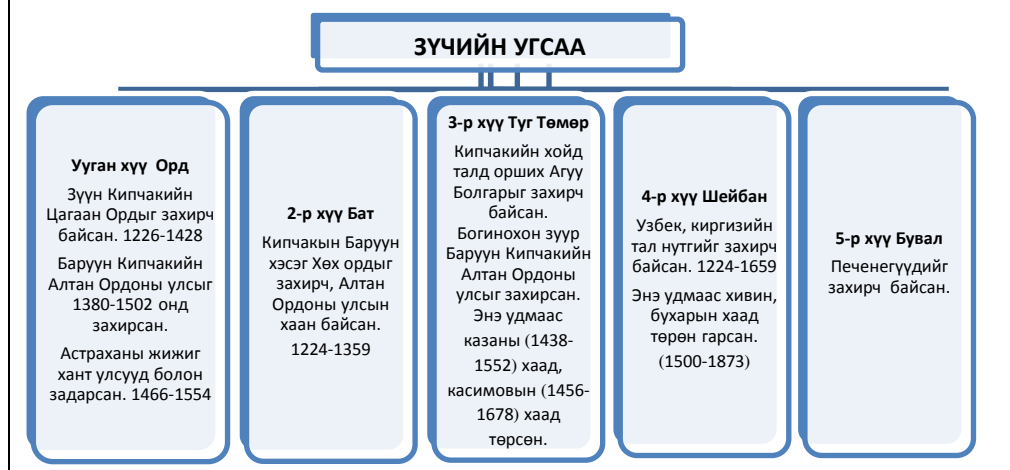 ЗҮЧИЙН УГСАА
Ууган хүү Орд
Зүүн Кипчакийн
Цагаан Ордыг захирч
байсан. 1226-1428
Баруун Кипчакийн
Алтан Ордоны улсыг
1380-1502 онд
захирсан.
Астраханы жижиг
хант улсууд болон
задарсан. 1466-1554
2-р хүү Бат
Кипчакын Баруун
хэсэг Хөх ордыг
захирч, Алтан
Ордоны улсын
хаан байсан.
1224-1359
3-р хүү Туг Төмөр
Кипчакийн хойд
талд орших Агуу
Болгарыг захирч
байсан.
Богинохон зуур
Баруун Кипчакийн
Алтан Ордоны
улсыг захирсан.
Энэ удмаас
казаны (1438-
1552) хаад,
касимовын (1456-
1678) хаад
төрсөн.
4-р хүү Шейбан
Узбек, киргизийн
тал нутгийг захирч
байсан. 1224-1659
Энэ удмаас хивин,
бухарын хаад
төрөн гарсан.
(1500-1873)
5-р хүү Бувал
Печенегүүдийг
захирч байсан.